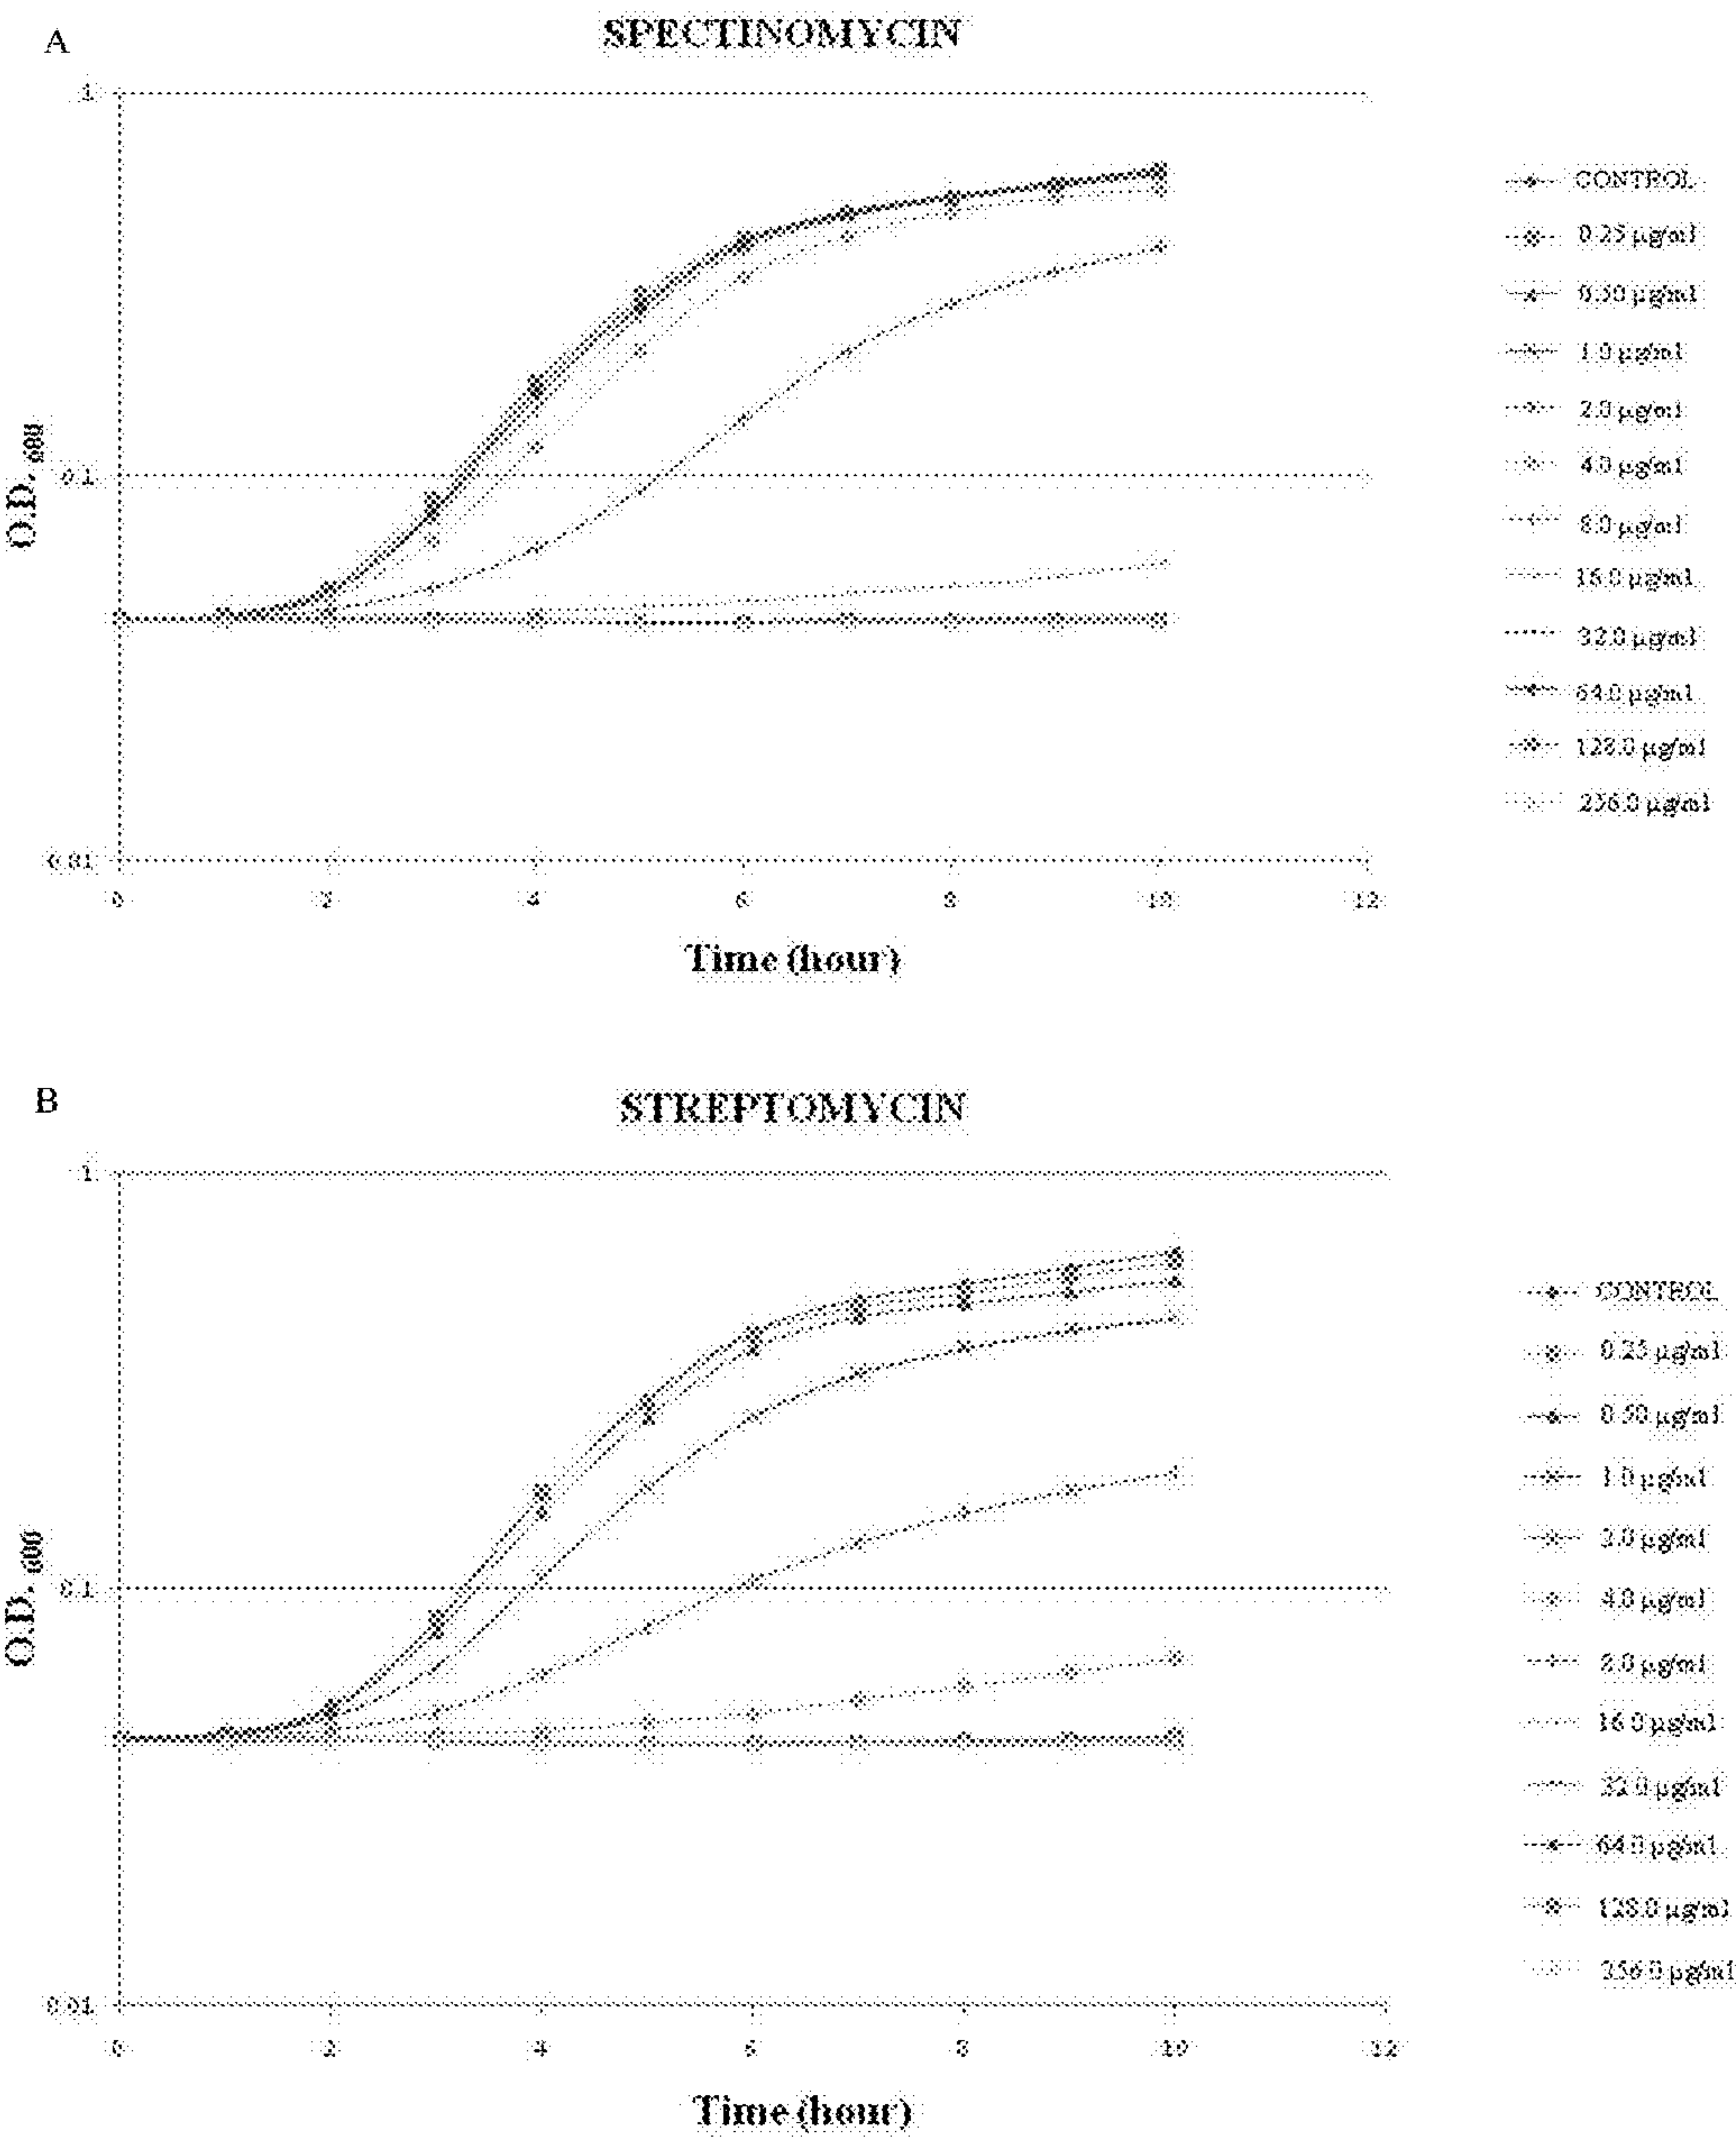 A
SPECTINOMYCIN
1
0.1
0.01
O.D. 600
0 2 4 6 8 10 12
Time (hour)
CONTROL
0.25 µg/ml
0.50 µg/ml
1.0 µg/ml
2.0 µg/ml
4.0 µg/ml
8.0 µg/ml
16.0 µg/ml
32.0 µg/ml
64.0 µg/ml
128.0 µg/ml
256.0 µg/ml
B
STREPTOMYCIN
1
0.1
0.01
O.D. 600
0 2 4 6 8 10 12
Time (hour)
CONTROL
0.25 µg/ml
0.50 µg/ml
1.0 µg/ml
2.0 µg/ml
4.0 µg/ml
8.0 µg/ml
16.0 µg/ml
32.0 µg/ml
64.0 µg/ml
128.0 µg/ml
256.0 µg/ml